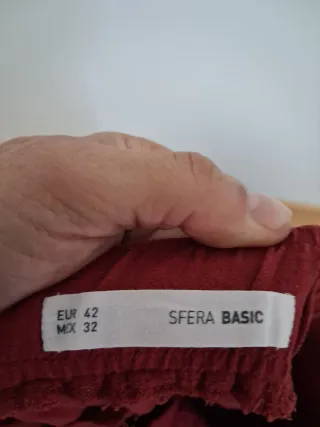 EUR 42
MEX 32
SFERA BASIC